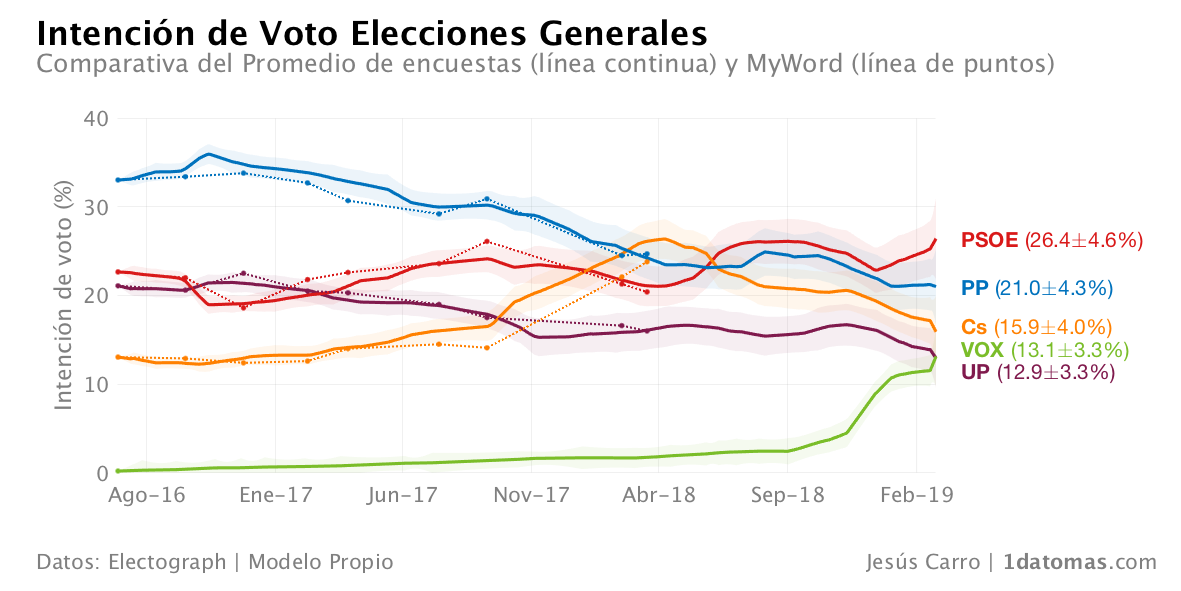 Intención de Voto Elecciones Generales
Comparativa del Promedio de encuestas (línea continua) y MyWord (línea de puntos)
Intención de voto (%)
40
30
20
10
0
Ago-16
Ene-17
Jun-17
Nov-17
Abr-18
Sep-18
Feb-19
PSOE (26.4±4.6%)
PP (21.0±4.3%)
Cs (15.9±4.0%)
VOX (13.1±3.3%)
UP (12.9±3.3%)
Datos: Electograph | Modelo Propio
Jesús Carro | 1datomas.com